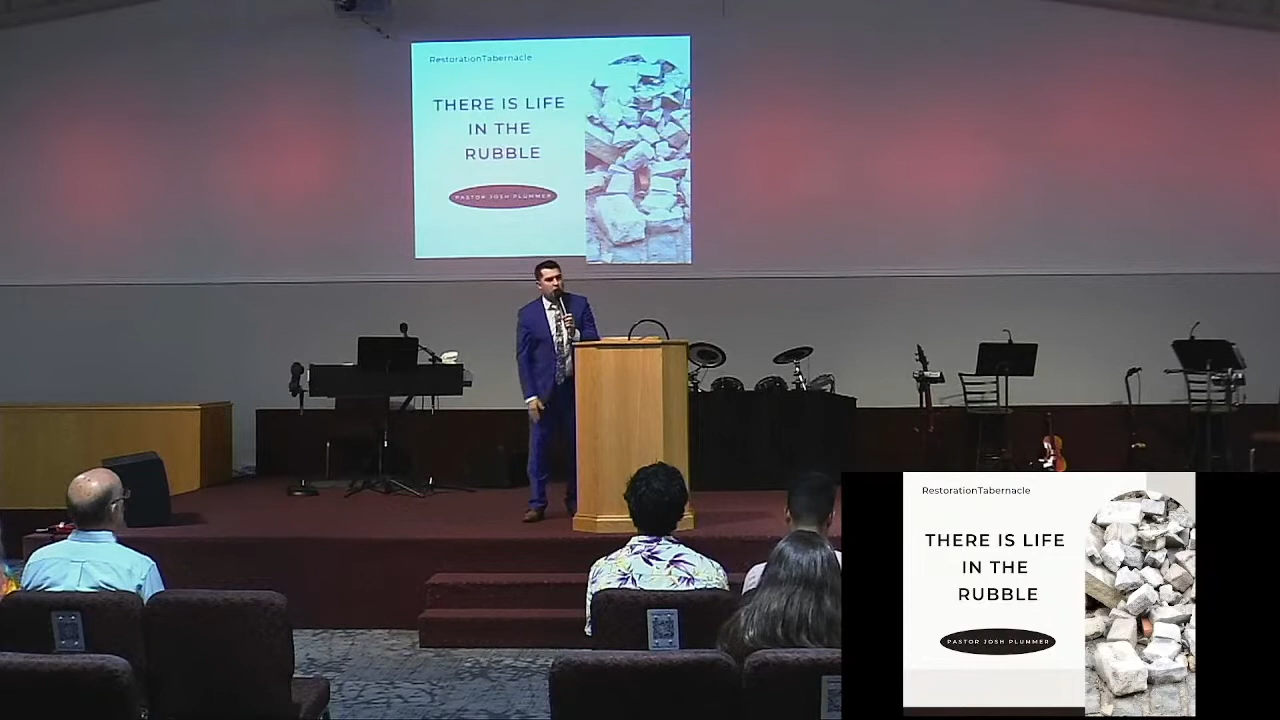 RestorationTabernacle
THERE IS LIFE
IN THE
RUBBLE
PASTOR JOSH PLUMMER
RestorationTabernacle
THERE IS LIFE
IN THE
RUBBLE
PASTOR JOSH PLUMMER